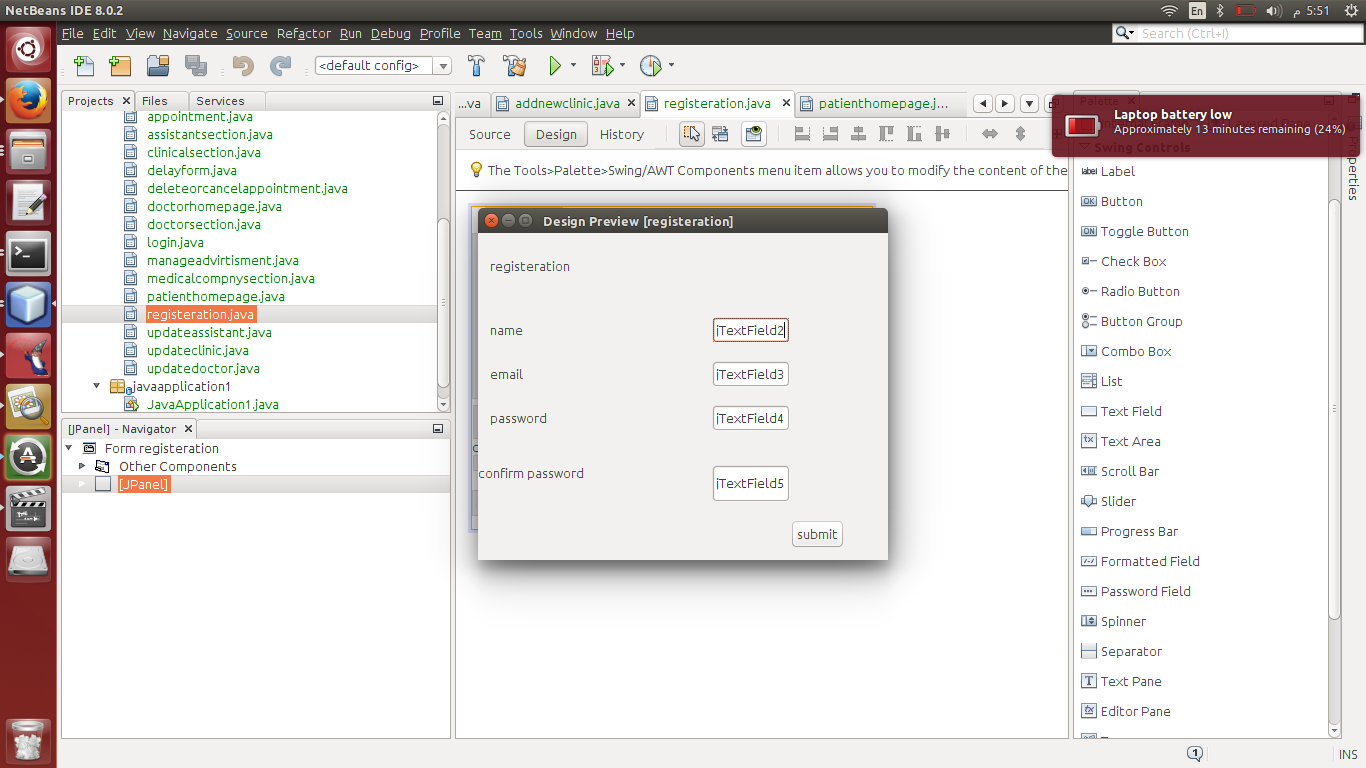 NetBeans IDE 8.0.2
En
5:51 م
File Edit View Navigate Source Refactor Run Debug Profile Team Tools Window Help
Search (Ctrl+I)
<default config>
Projects Files Services
appointment.java
assistantsection.java
clinicalsection.java
delayform.java
deleteorcancelappointment.java
doctorhomepage.java
doctorsection.java
login.java
manageadvirtisment.java
medicalcompnysection.java
patienthomepage.java
registeration.java
updateassistant.java
updateclinic.java
updatedoctor.java
javaapplication1
JavaApplication1.java
[JPanel] - Navigator
Form registeration
Other Components
[JPanel]
...va addnewclinic.java registeration.java patienthomepage.j...
Source Design History
The Tools>Palette>Swing/AWT Components menu item allows you to modify the content of the
Design Preview [registeration]
registeration
name jTextField2
email jTextField3
password jTextField4
confirm password jTextField5
submit
Laptop battery low
Approximately 13 minutes remaining (24%)
Palette
Swing Controls
Label
Button
Toggle Button
Check Box
Radio Button
Button Group
Combo Box
List
Text Field
Text Area
Scroll Bar
Slider
Progress Bar
Formatted Field
Password Field
Spinner
Separator
Text Pane
Editor Pane
Properties
1
INS